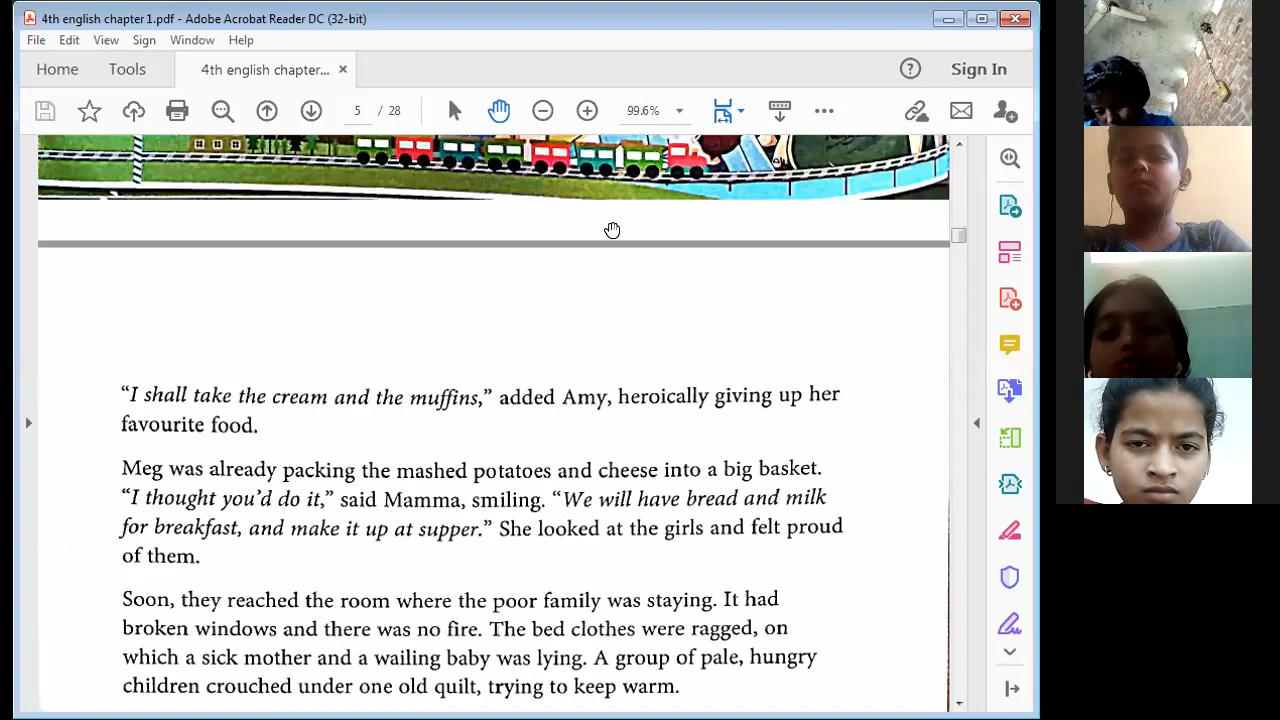 4th english chapter 1.pdf - Adobe Acrobat Reader DC (32-bit)
File Edit View Sign Window Help
Home Tools 4th english chapter... × Sign In
5 / 28 99.6%
“I shall take the cream and the muffins,” added Amy, heroically giving up her
favourite food.
Meg was already packing the mashed potatoes and cheese into a big basket.
“I thought you’d do it,” said Mamma, smiling. “We will have bread and milk
for breakfast, and make it up at supper.” She looked at the girls and felt proud
of them.
Soon, they reached the room where the poor family was staying. It had
broken windows and there was no fire. The bed clothes were ragged, on
which a sick mother and a wailing baby was lying. A group of pale, hungry
children crouched under one old quilt, trying to keep warm.